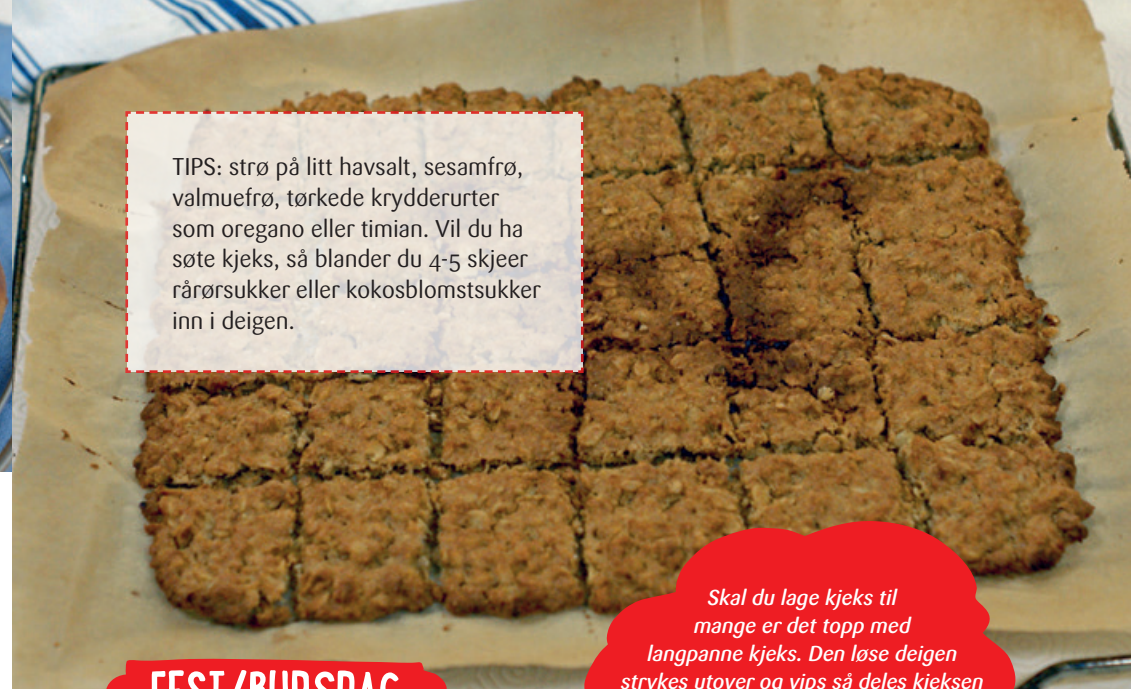 TIPS: strø på litt havsalt, sesamfrø,
valmuefrø, tørkede krydderurter
som oregano eller timian. Vil du ha
søte kjeks, så blander du 4-5 skjeer
rårørsukker eller kokosblomstsukker
inn i deigen.
Skal du lage kjeks til
mange er det topp med
langpanne kjeks. Den løse deigen
strykes utover og vips så deles kjeksen
FEST/BURSDAG